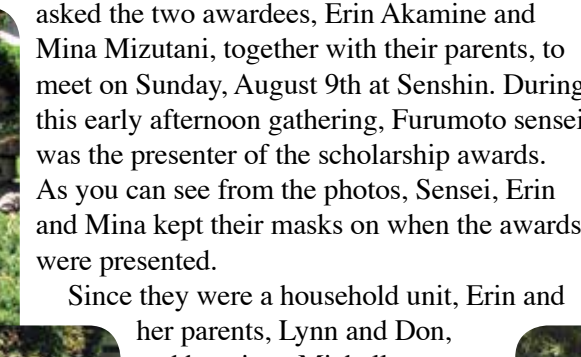 asked the two awardees, Erin Akamine and
Mina Mizutani, together with their parents, to
meet on Sunday, August 9th at Senshin. During
this early afternoon gathering, Furumoto sensei
was the presenter of the scholarship awards.
As you can see from the photos, Sensei, Erin
and Mina kept their masks on when the awards
were presented.
Since they were a household unit, Erin and
her parents, Lynn and Don,